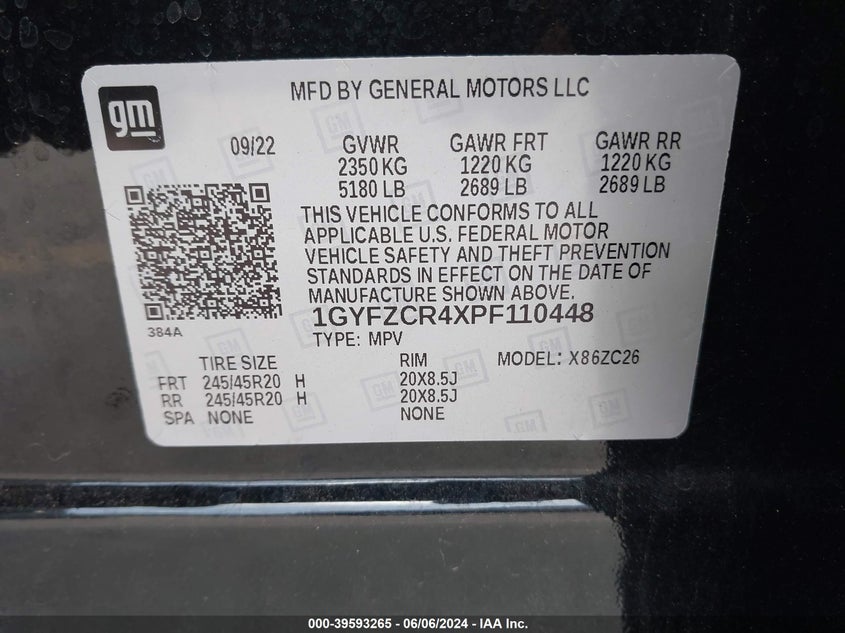 gm
MFD BY GENERAL MOTORS LLC
09/22 GVWR GAWR FRT GAWR RR
2350 KG 1220 KG 1220 KG
5180 LB 2689 LB 2689 LB
THIS VEHICLE CONFORMS TO ALL
APPLICABLE U.S. FEDERAL MOTOR
VEHICLE SAFETY AND THEFT PREVENTION
STANDARDS IN EFFECT ON THE DATE OF
MANUFACTURE SHOWN ABOVE.
1GYFZCR4XPF110448
384A
TYPE: MPV
TIRE SIZE RIM MODEL: X86ZC26
FRT 245/45R20 H 20X8.5J
RR 245/45R20 H 20X8.5J
SPA NONE NONE
000-39593265 / 06/06/2024 - IAA Inc.